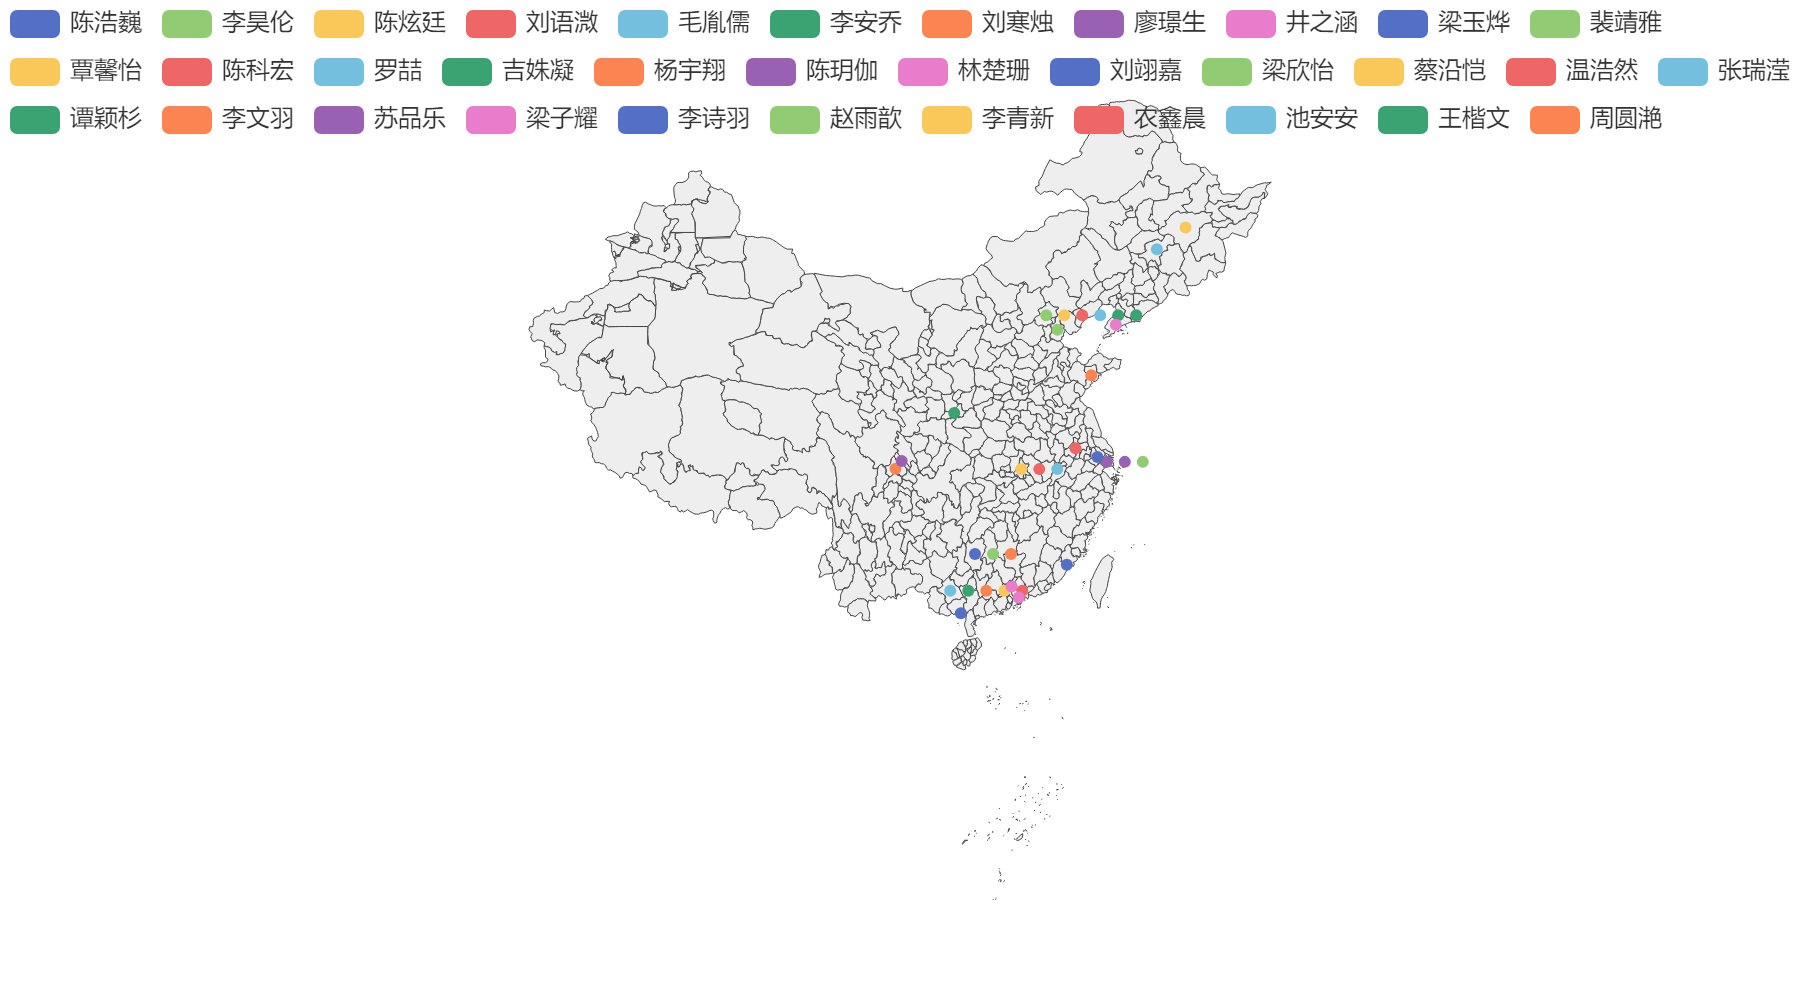 陈浩巍 李昊伦 陈炫廷 刘语溦 毛胤儒 李安乔 刘寒烛 廖璟生 井之涵 梁玉烨 裴靖雅
覃馨怡 陈科宏 罗喆 吉姝凝 杨宇翔 陈玥伽 林楚珊 刘翊嘉 梁欣怡 蔡沿恺 温浩然 张瑞滢
谭颖杉 李文羽 苏品乐 梁子耀 李诗羽 赵雨歆 李青新 农鑫晨 池安安 王楷文 周圆滟